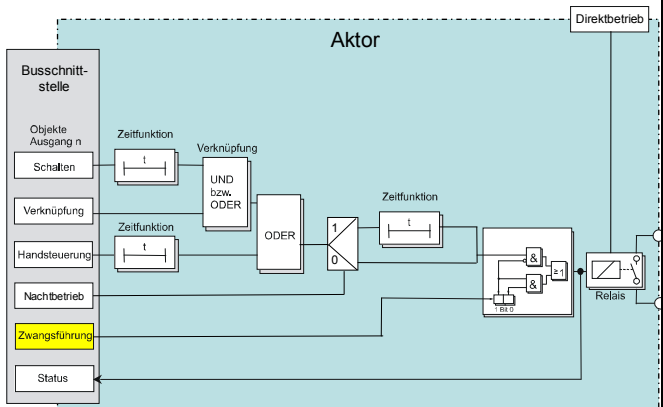 Direktbetrieb
Aktor
Busschnitt-
stelle
Objekte
Ausgang n
Zeitfunktion
Verknüpfung
Schalten
t
UND
bzw.
ODER
Verknüpfung
Zeitfunktion
Handsteuerung
t
ODER
1
0
Zeitfunktion
t
&
&
≥1
1 Bit 0
Relais
Nachtbetrieb
Zwangsführung
Status